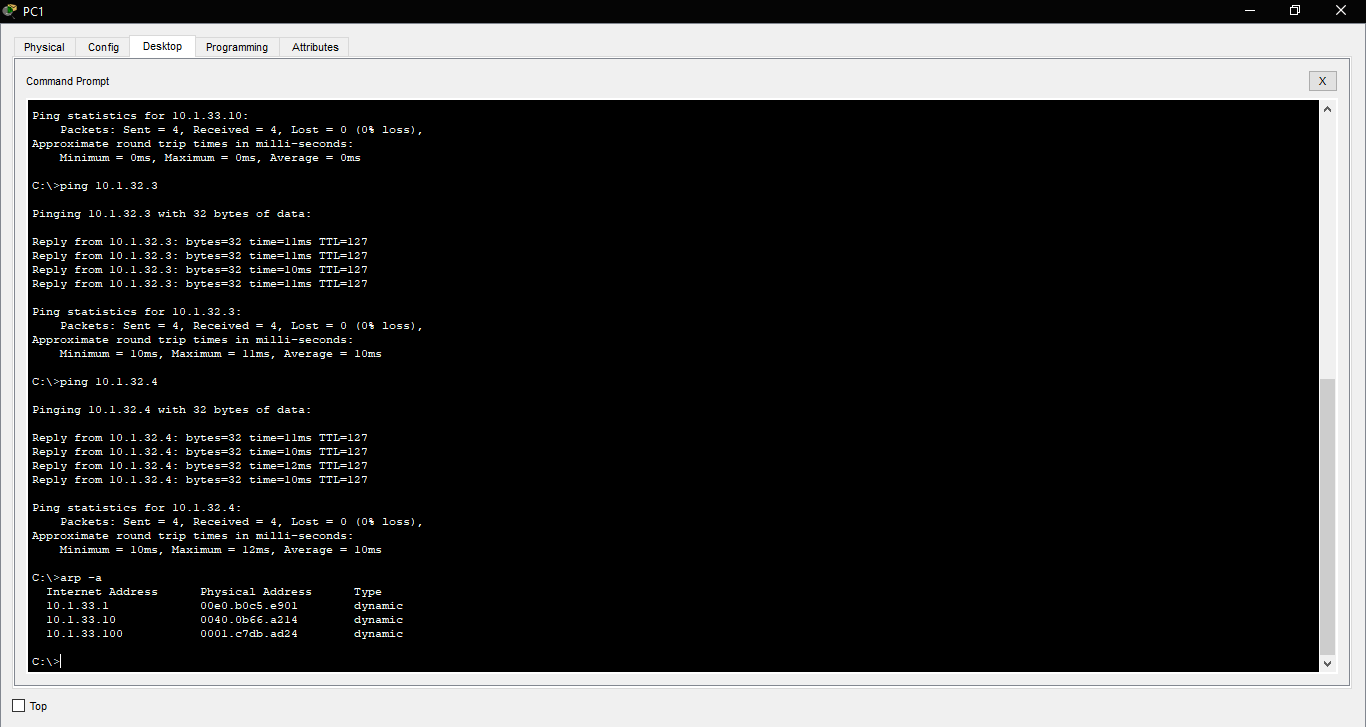 PC1
Physical Config Desktop Programming Attributes
Command Prompt
X
Ping statistics for 10.1.33.10:
Packets: Sent = 4, Received = 4, Lost = 0 (0% loss),
Approximate round trip times in milli-seconds:
Minimum = 0ms, Maximum = 0ms, Average = 0ms
C:\>ping 10.1.32.3
Pinging 10.1.32.3 with 32 bytes of data:
Reply from 10.1.32.3: bytes=32 time=11ms TTL=127
Reply from 10.1.32.3: bytes=32 time=11ms TTL=127
Reply from 10.1.32.3: bytes=32 time=10ms TTL=127
Reply from 10.1.32.3: bytes=32 time=11ms TTL=127
Ping statistics for 10.1.32.3:
Packets: Sent = 4, Received = 4, Lost = 0 (0% loss),
Approximate round trip times in milli-seconds:
Minimum = 10ms, Maximum = 11ms, Average = 10ms
C:\>ping 10.1.32.4
Pinging 10.1.32.4 with 32 bytes of data:
Reply from 10.1.32.4: bytes=32 time=11ms TTL=127
Reply from 10.1.32.4: bytes=32 time=10ms TTL=127
Reply from 10.1.32.4: bytes=32 time=12ms TTL=127
Reply from 10.1.32.4: bytes=32 time=10ms TTL=127
Ping statistics for 10.1.32.4:
Packets: Sent = 4, Received = 4, Lost = 0 (0% loss),
Approximate round trip times in milli-seconds:
Minimum = 10ms, Maximum = 12ms, Average = 10ms
C:\>arp -a
Internet Address Physical Address Type
10.1.33.1 00e0.b0c5.e901 dynamic
10.1.33.10 0040.0b66.a214 dynamic
10.1.33.100 0001.c7db.ad24 dynamic
C:\>
Top